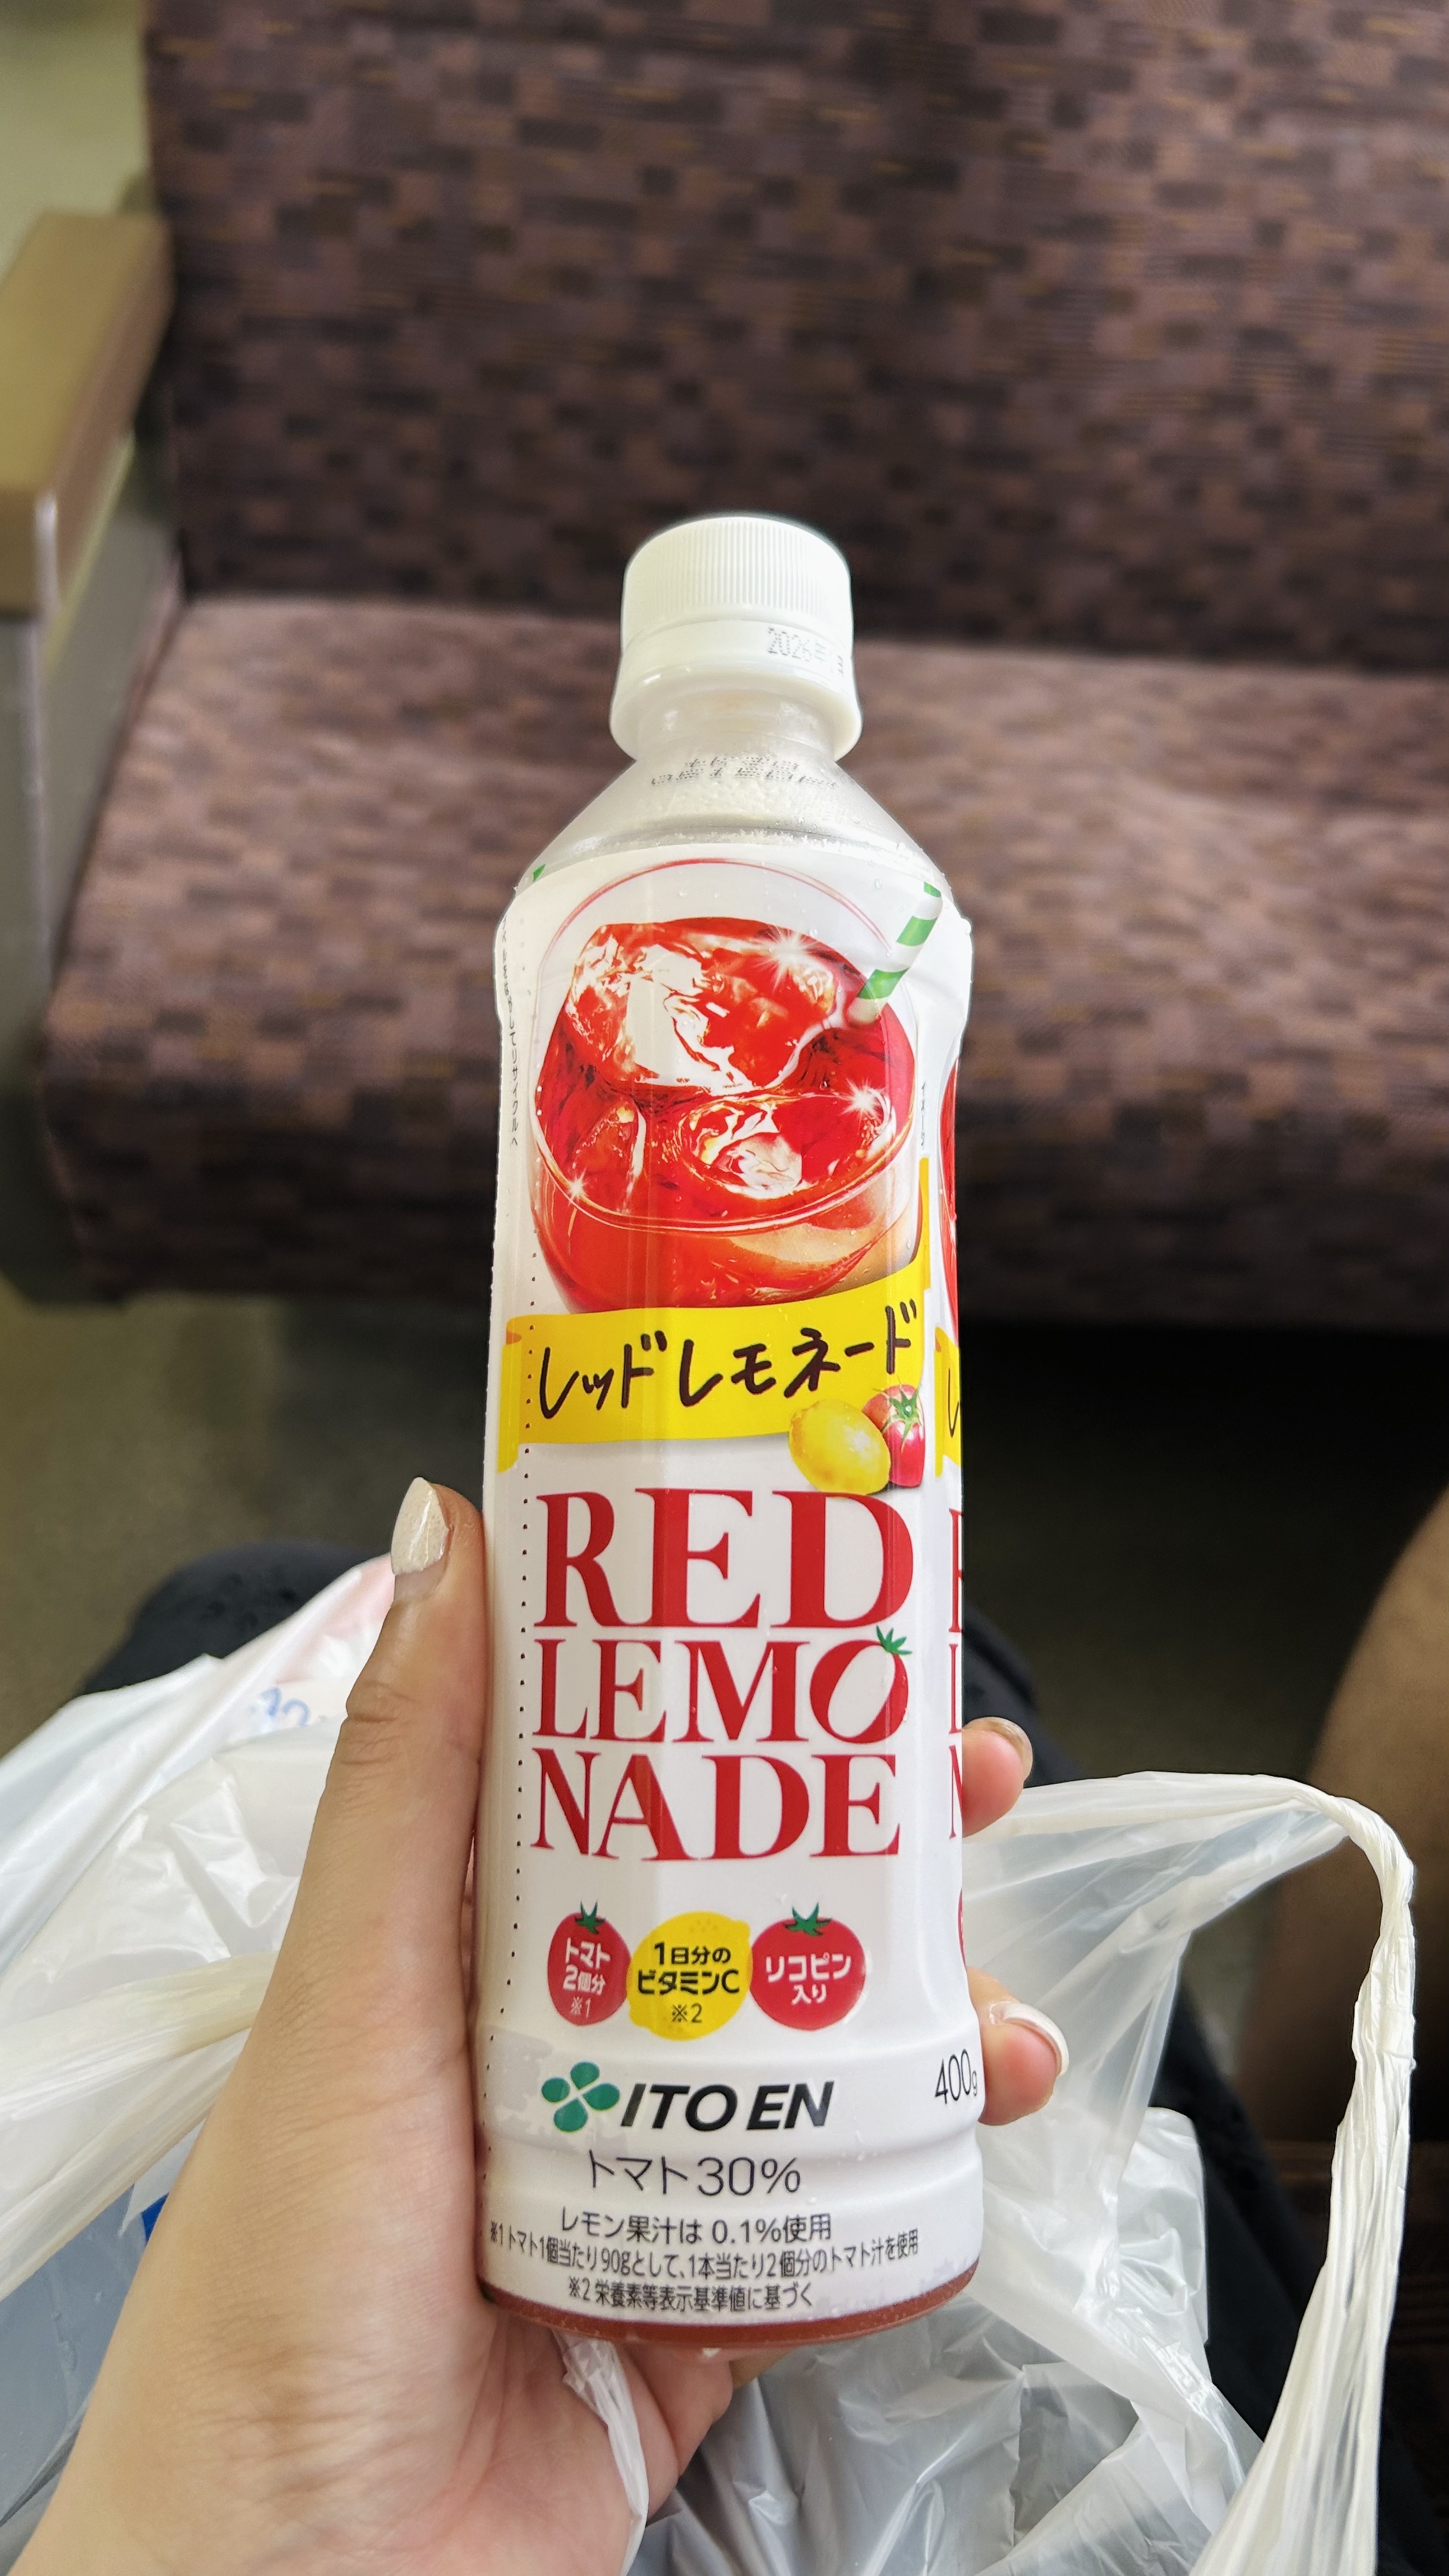 2026年
レッドレモネード
RED
LEMO
NADE
トマト
2個分
※1
1日分の
ビタミンC
※2
リコピン
入り
ITO EN
400g
トマト30%
レモン果汁は 0.1%使用
※1 トマト1個当たり90gとして、1本当たり2個分のトマト汁を使用
※2 栄養素等表示基準値に基づく